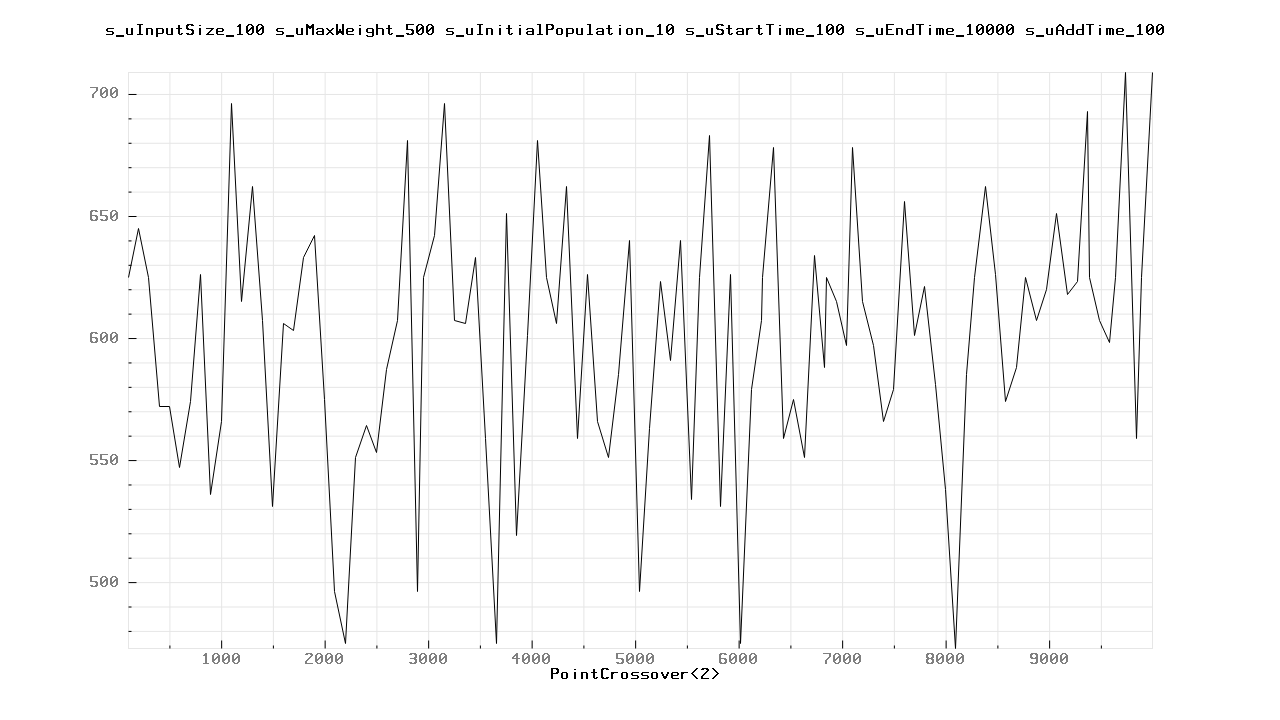 s_uInputSize_100 s_uMaxWeight_500 s_uInitialPopulation_10 s_uStartTime_100 s_uEndTime_10000 s_uAddTime_100
700
650
600
550
500
1000 2000 3000 4000 5000 6000 7000 8000 9000
PointCrossover<2>